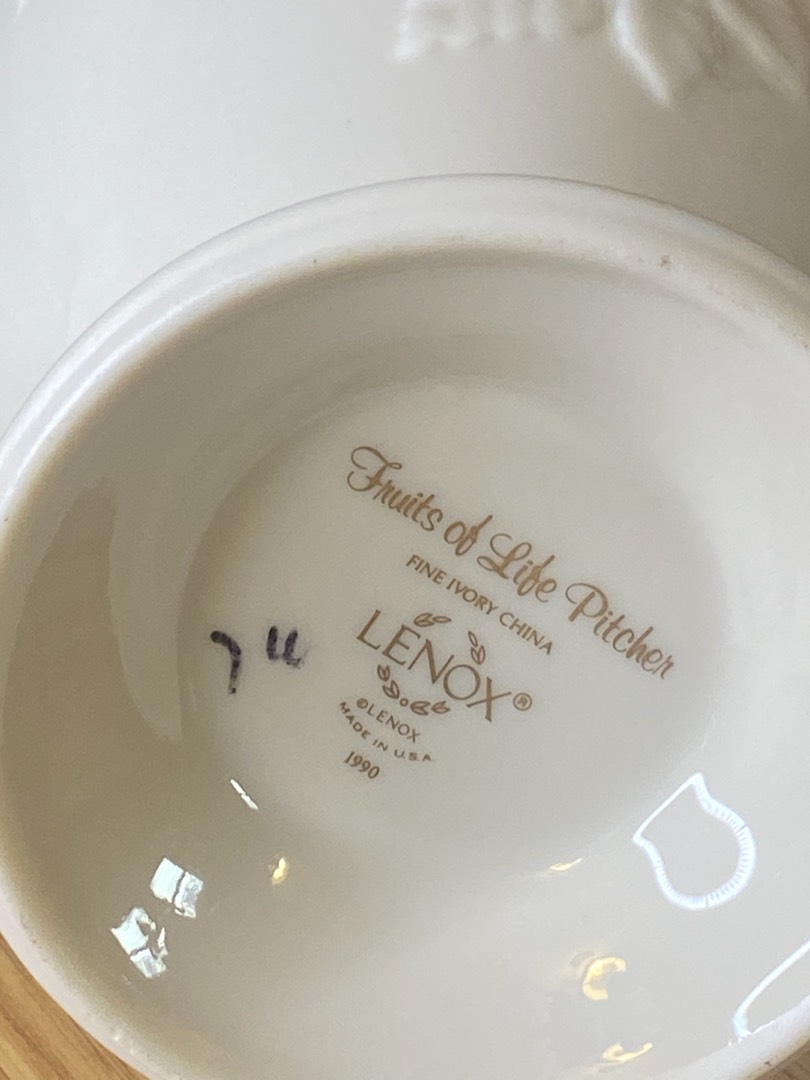 Fruits of Life Pitcher
FINE IVORY CHINA
LENOX®
©LENOX
MADE IN U.S.A.
1990
7"